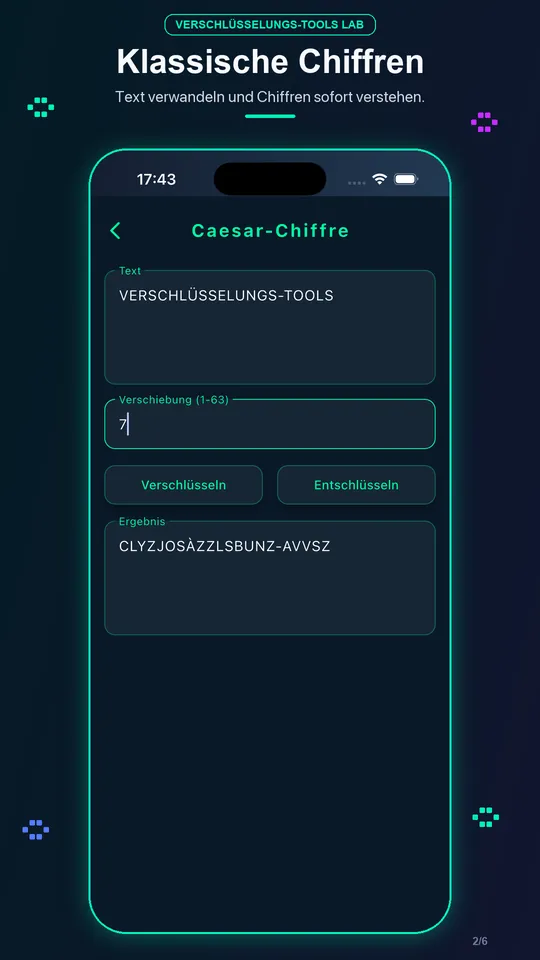 VERSCHLÜSSELUNGS-TOOLS LAB
Klassische Chiffren
Text verwandeln und Chiffren sofort verstehen.
17:43
Caesar-Chiffre
Text
VERSCHLÜSSELUNGS-TOOLS
Verschiebung (1-63)
7
Verschlüsseln
Entschlüsseln
Ergebnis
CLYZJOSÀZZLSBUNZ-AVVSZ
2/6